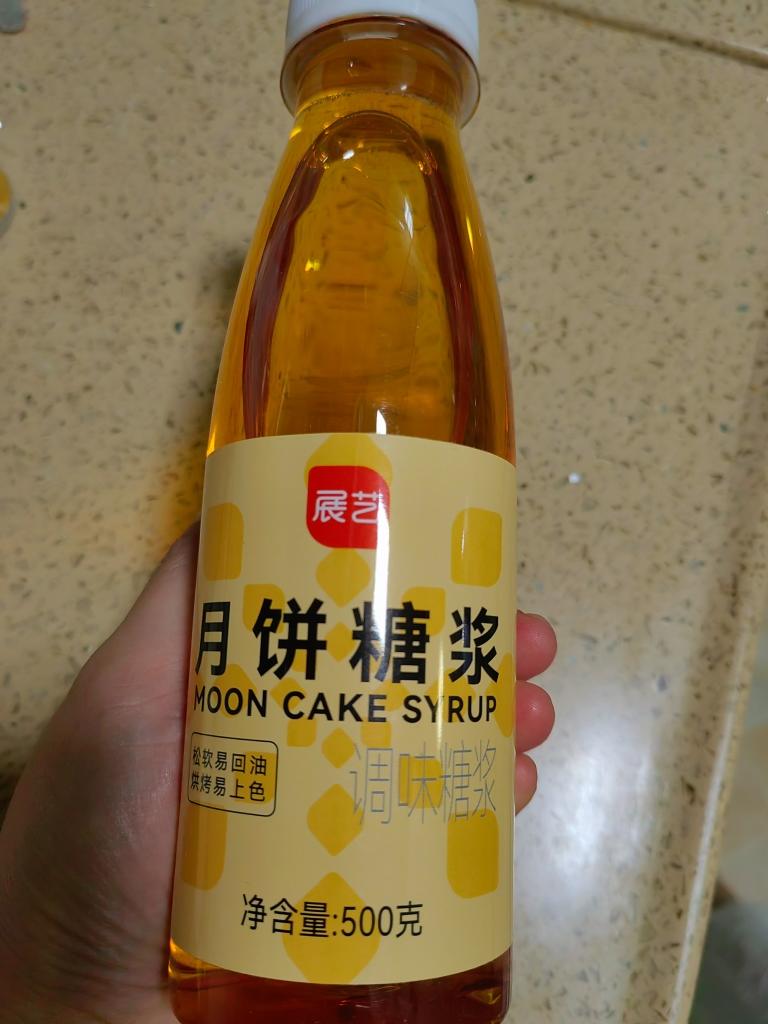 展艺
月饼糖浆
MOON CAKE SYRUP
松软易回油
烘烤易上色
调味糖浆
净含量:500克